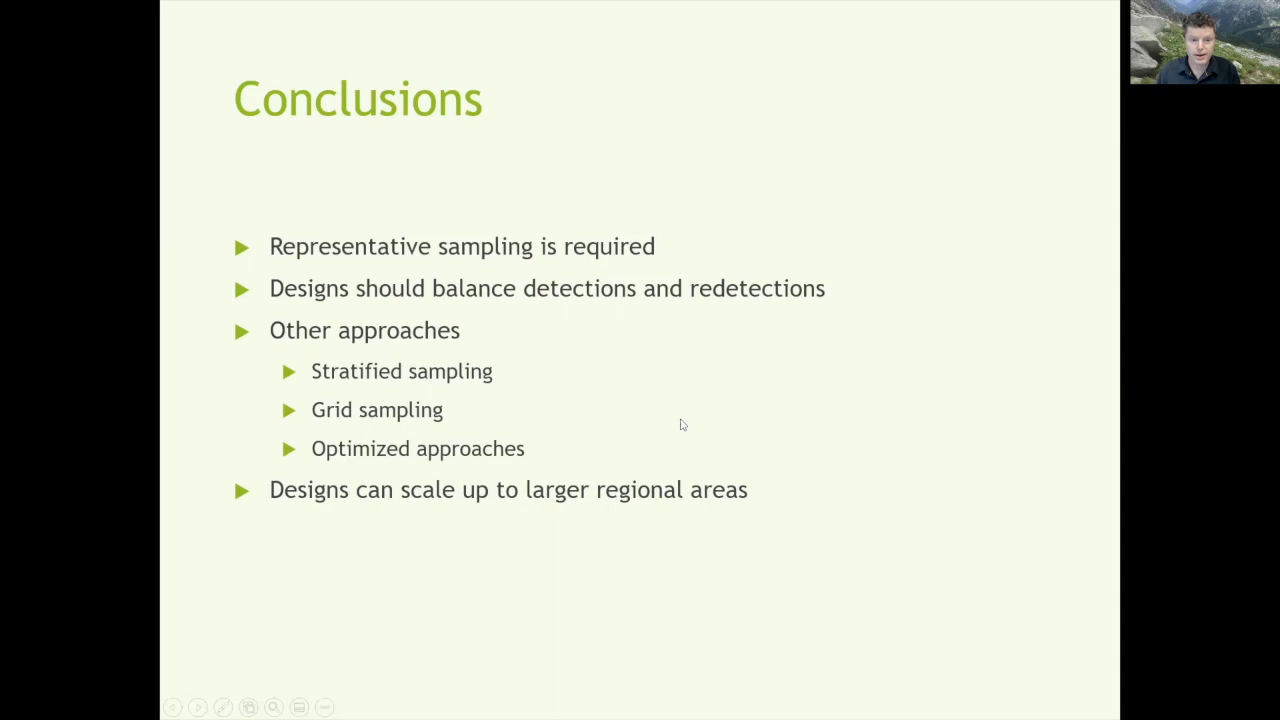 Conclusions
Representative sampling is required
Designs should balance detections and redetections
Other approaches
Stratified sampling
Grid sampling
Optimized approaches
Designs can scale up to larger regional areas